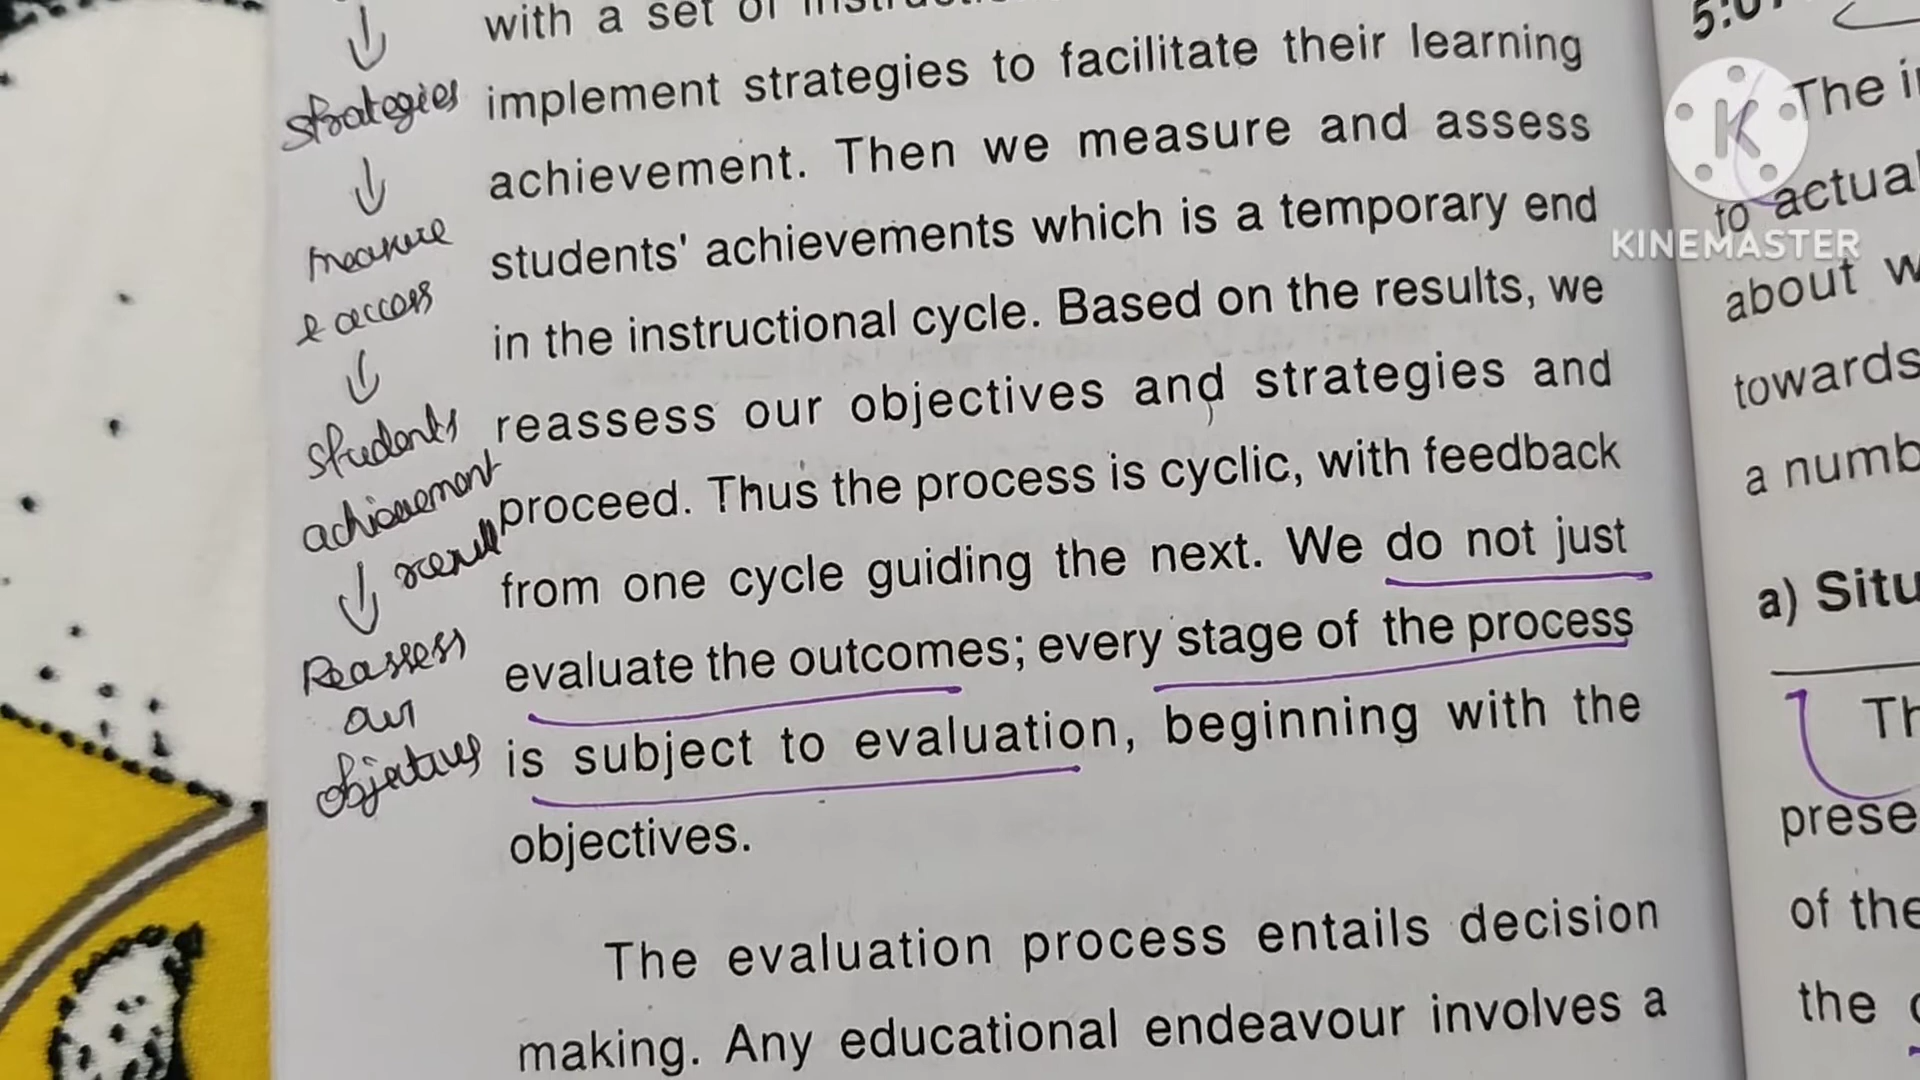 with a set of
implement strategies to facilitate their learning
achievement. Then we measure and assess
students' achievements which is a temporary end
in the instructional cycle. Based on the results, we
reassess our objectives and strategies and
proceed. Thus the process is cyclic, with feedback
from one cycle guiding the next. We do not just
evaluate the outcomes; every stage of the process
is subject to evaluation, beginning with the
objectives.
The evaluation process entails decision
making. Any educational endeavour involves a
strategies
measure
& access
students
achievement
result
Reassess
our
objectives
The
to actual
about
towards
a
a)
of the
the
K
KINEMASTER